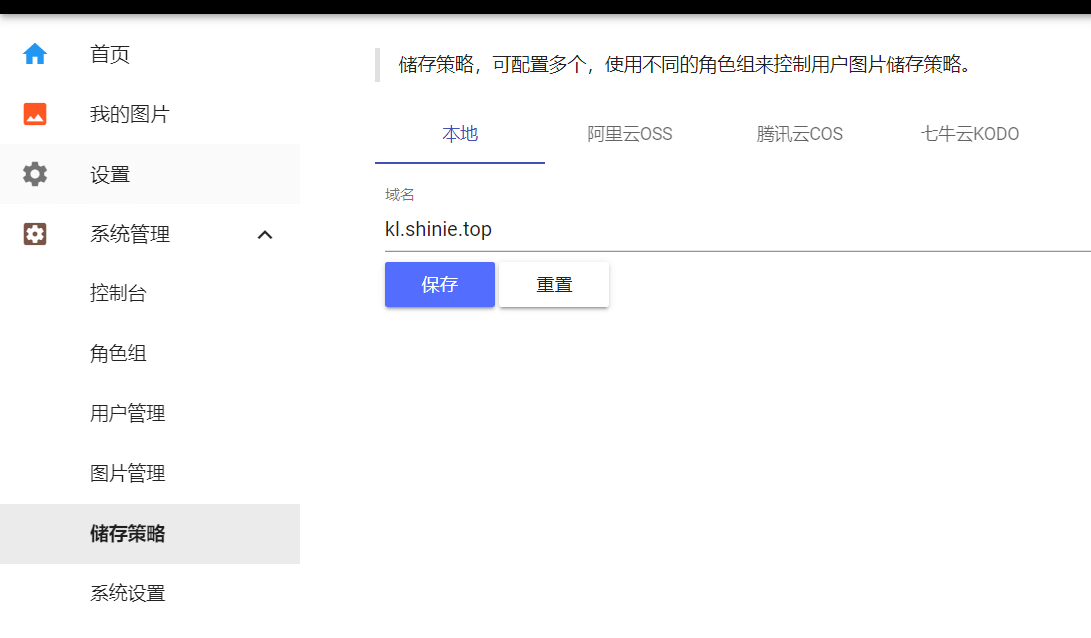 首页
我的图片
设置
系统管理
控制台
角色组
用户管理
图片管理
储存策略
系统设置
储存策略，可配置多个，使用不同的角色组来控制用户图片储存策略。
本地 阿里云OSS 腾讯云COS 七牛云KODO
域名
kl.shinie.top
保存 重置